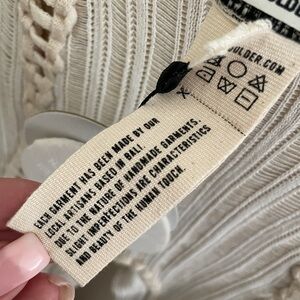 OULDER.COM
EACH GARMENT HAS BEEN MADE BY OUR
LOCAL ARTISANS BASED IN BALI.
DUE TO THE NATURE OF HANDMADE GARMENTS,
SLIGHT IMPERFECTIONS ARE CHARACTERISTICS
AND BEAUTY OF THE HUMAN TOUCH.